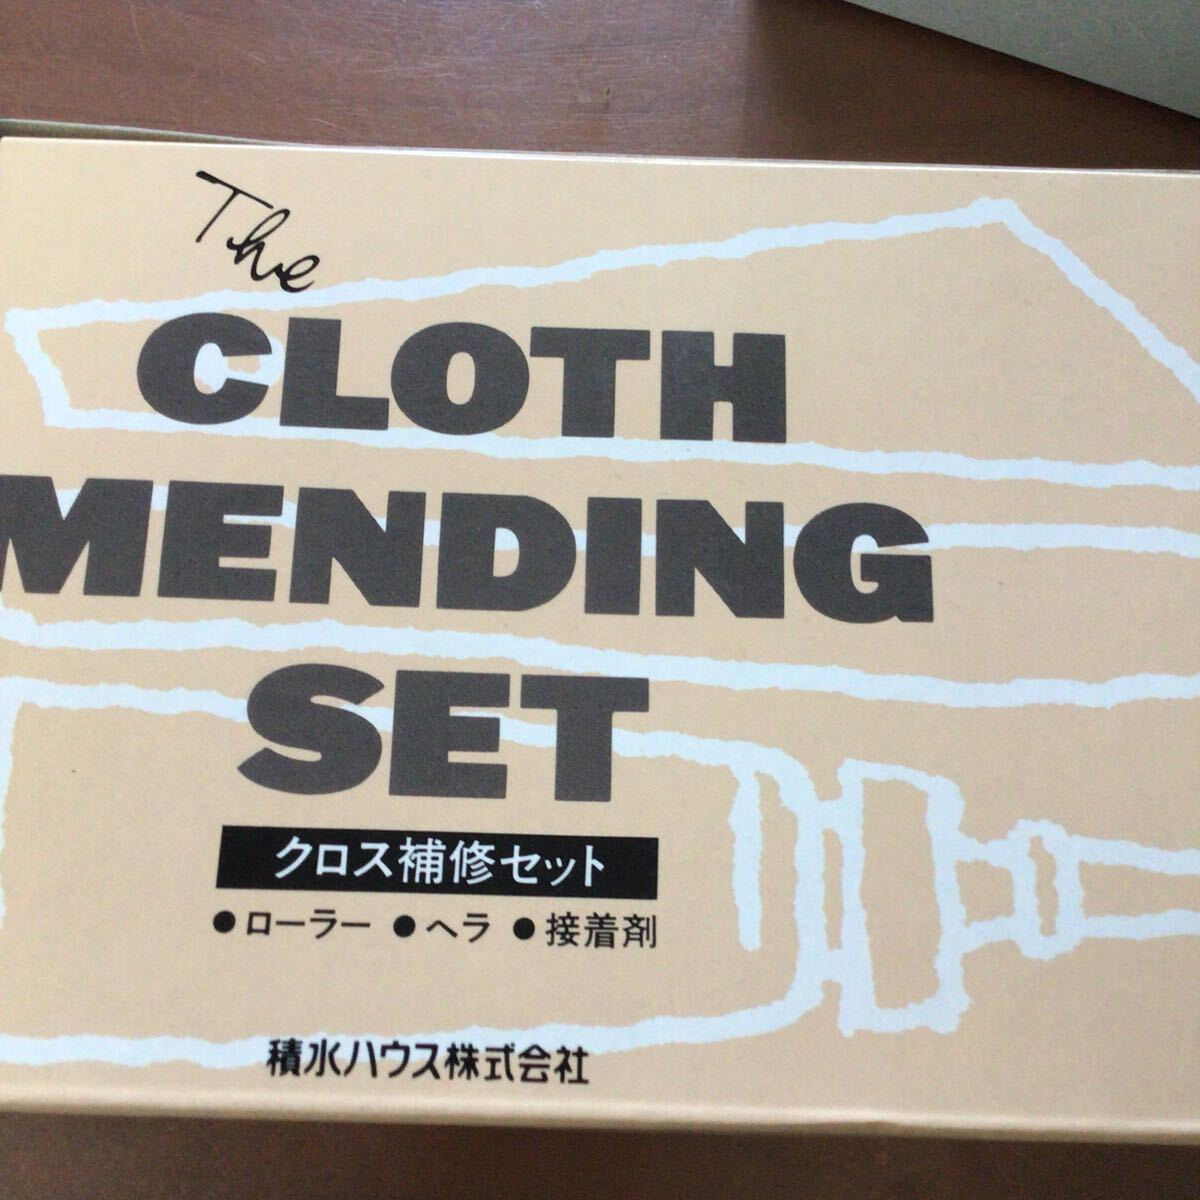 The
CLOTH
MENDING
SET
クロス補修セット
●ローラー ●ヘラ ●接着剤
積水ハウス株式会社